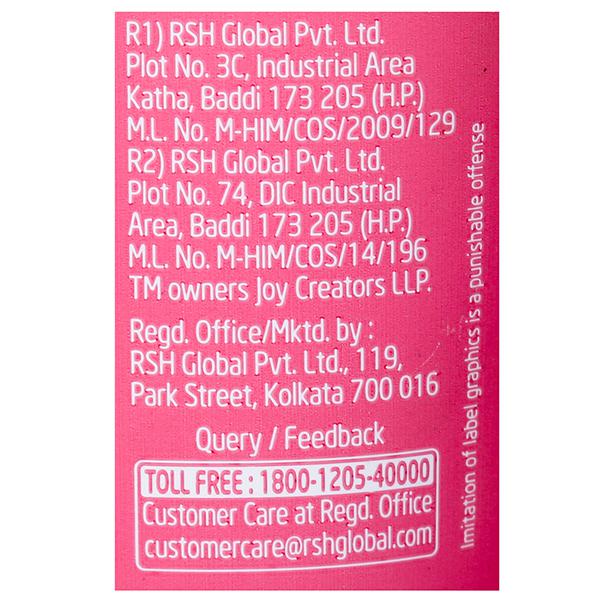 R1) RSH Global Pvt. Ltd.
Plot No. 3C, Industrial Area
Katha, Baddi 173 205 (H.P.)
M.L. No. M-HIM/COS/2009/129
R2) RSH Global Pvt. Ltd.
Plot No. 74, DIC Industrial
Area, Baddi 173 205 (H.P.)
M.L. No. M-HIM/COS/14/196
TM owners Joy Creators LLP.
Regd. Office/Mktd. by :
RSH Global Pvt. Ltd., 119,
Park Street, Kolkata 700 016
Query / Feedback
TOLL FREE : 1800-1205-40000
Customer Care at Regd. Office
customercare@rshglobal.com
Imitation of label graphics is a punishable offense